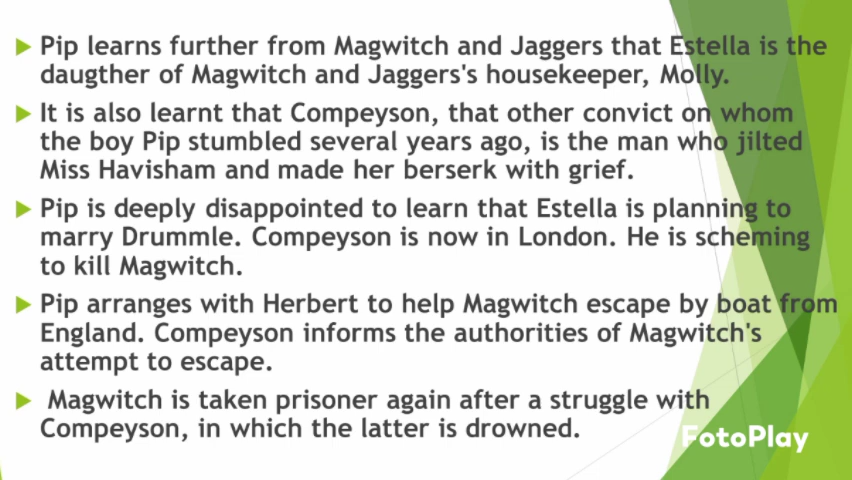 Pip learns further from Magwitch and Jaggers that Estella is the
daugther of Magwitch and Jaggers's housekeeper, Molly.
It is also learnt that Compeyson, that other convict on whom
the boy Pip stumbled several years ago, is the man who jilted
Miss Havisham and made her berserk with grief.
Pip is deeply disappointed to learn that Estella is planning to
marry Drummle. Compeyson is now in London. He is scheming
to kill Magwitch.
Pip arranges with Herbert to help Magwitch escape by boat from
England. Compeyson informs the authorities of Magwitch's
attempt to escape.
Magwitch is taken prisoner again after a struggle with
Compeyson, in which the latter is drowned.
FotoPlay